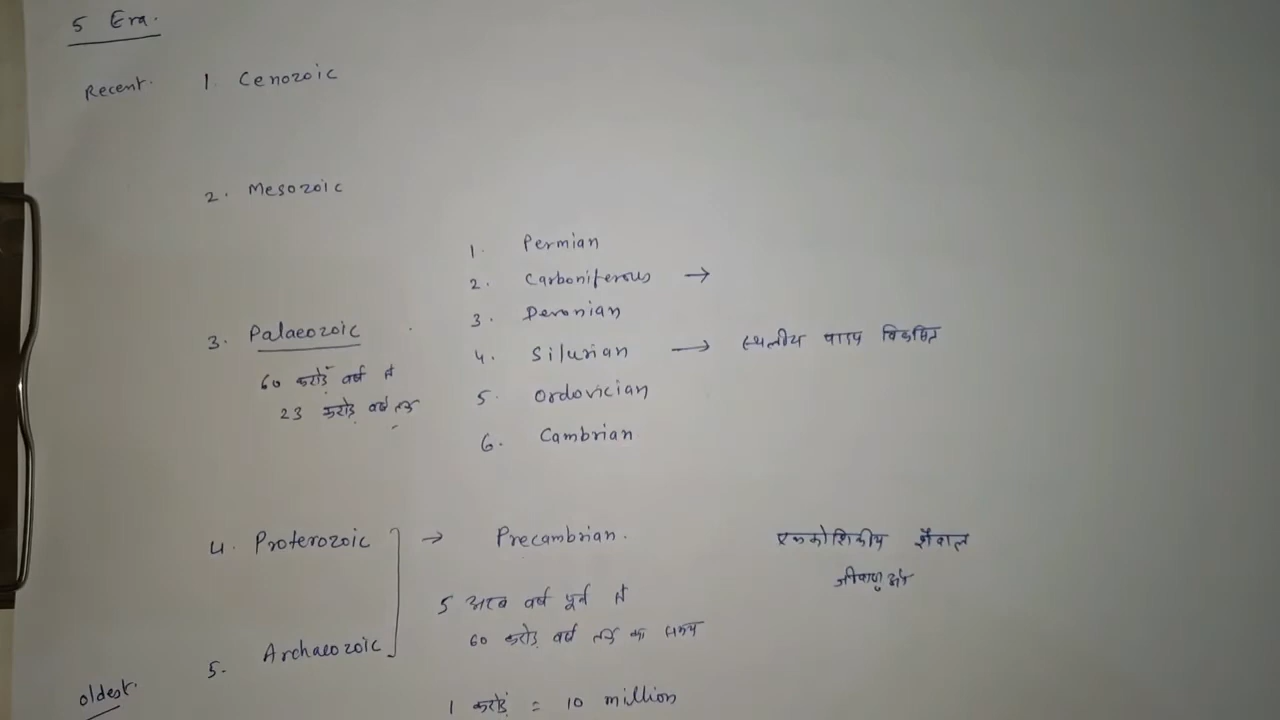 5 Era.
Recent. 1. Cenozoic
2. Mesozoic
1. Permian
2. Carboniferous →
3. Devonian
3. Palaeozoic
4. Silurian → स्थलीय पादप विकसित
60 करोड़ वर्ष से
23 करोड़ वर्ष तक
5. Ordovician
6. Cambrian
4. Proterozoic → Precambrian. एककोशिकीय शैवाल
जीवाणु और
5 अरब वर्ष पूर्व से
60 करोड़ वर्ष तक का समय
5. Archaeozoic
oldest.
1 करोड़ = 10 million